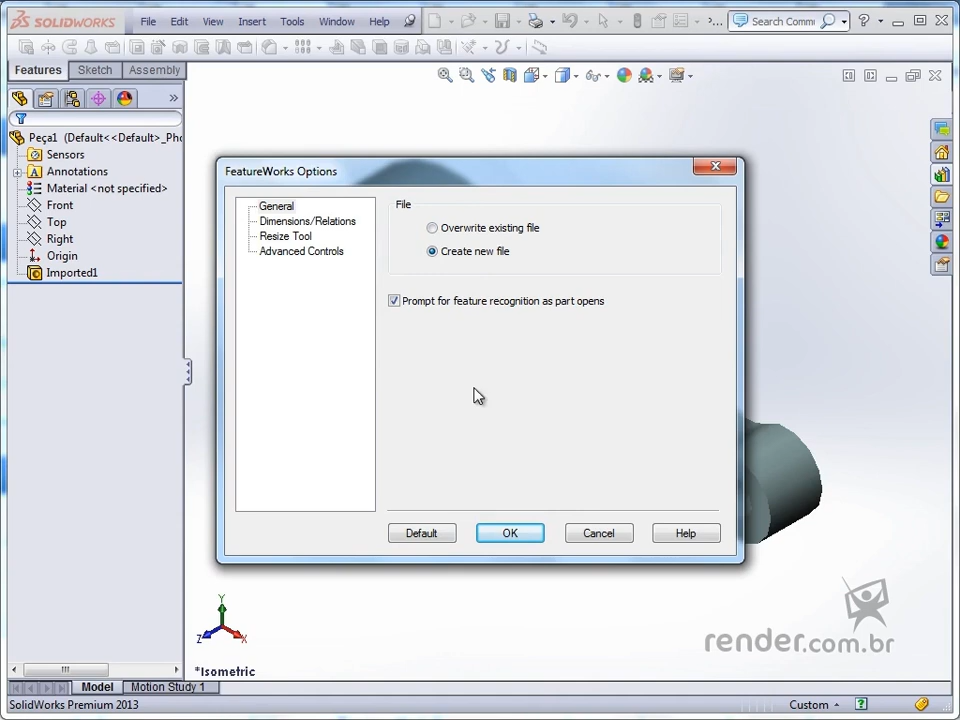 SOLIDWORKS File Edit View Insert Tools Window Help Search Comm
Features Sketch Assembly
Peça1 (Default<<Default>_Pho
Sensors
Annotations
Material <not specified>
Front
Top
Right
Origin
Imported1
FeatureWorks Options
General
Dimensions/Relations
Resize Tool
Advanced Controls
File
Overwrite existing file
Create new file
Prompt for feature recognition as part opens
Default OK Cancel Help
Y
Z X
*Isometric
render.com.br
Model Motion Study 1
SolidWorks Premium 2013 Custom